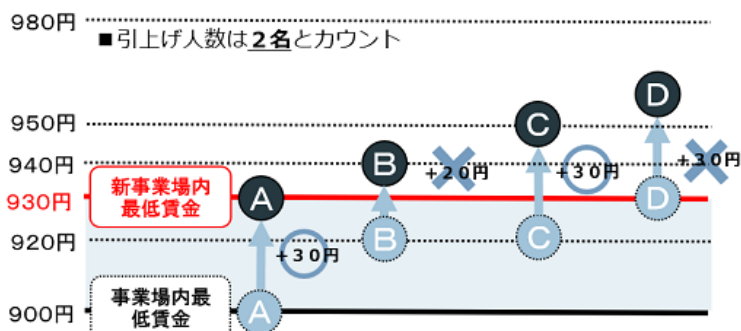 980円
■引上げ人数は2名とカウント
950円
940円
930円
920円
900円
新事業場内
最低賃金
事業場内最
低賃金
A
B
C
D
+30円
+20円
+30円
+30円
A
B
C
D